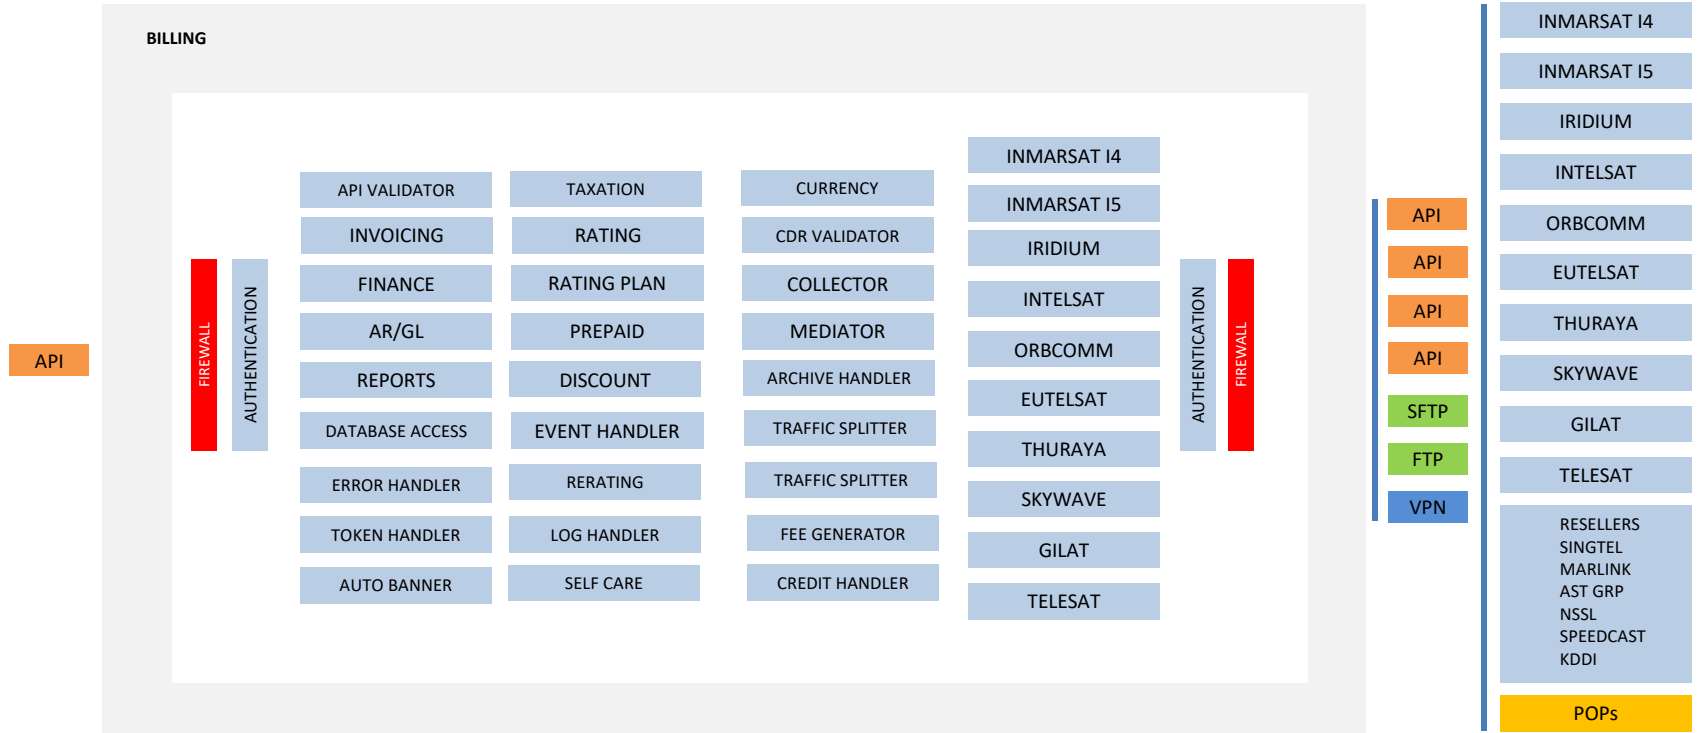 BILLING
API
FIREWALL
AUTHENTICATION
API VALIDATOR
INVOICING
FINANCE
AR/GL
REPORTS
DATABASE ACCESS
ERROR HANDLER
TOKEN HANDLER
AUTO BANNER
TAXATION
RATING
RATING PLAN
PREPAID
DISCOUNT
EVENT HANDLER
RERATING
LOG HANDLER
SELF CARE
CURRENCY
CDR VALIDATOR
COLLECTOR
MEDIATOR
ARCHIVE HANDLER
TRAFFIC SPLITTER
TRAFFIC SPLITTER
FEE GENERATOR
CREDIT HANDLER
INMARSAT I4
INMARSAT I5
IRIDIUM
INTELSAT
ORBCOMM
EUTELSAT
THURAYA
SKYWAVE
GILAT
TELESAT
AUTHENTICATION
FIREWALL
API
API
API
API
SFTP
FTP
VPN
INMARSAT I4
INMARSAT I5
IRIDIUM
INTELSAT
ORBCOMM
EUTELSAT
THURAYA
SKYWAVE
GILAT
TELESAT
RESELLERS
SINGTEL
MARLINK
AST GRP
NSSL
SPEEDCAST
KDDI
POPs